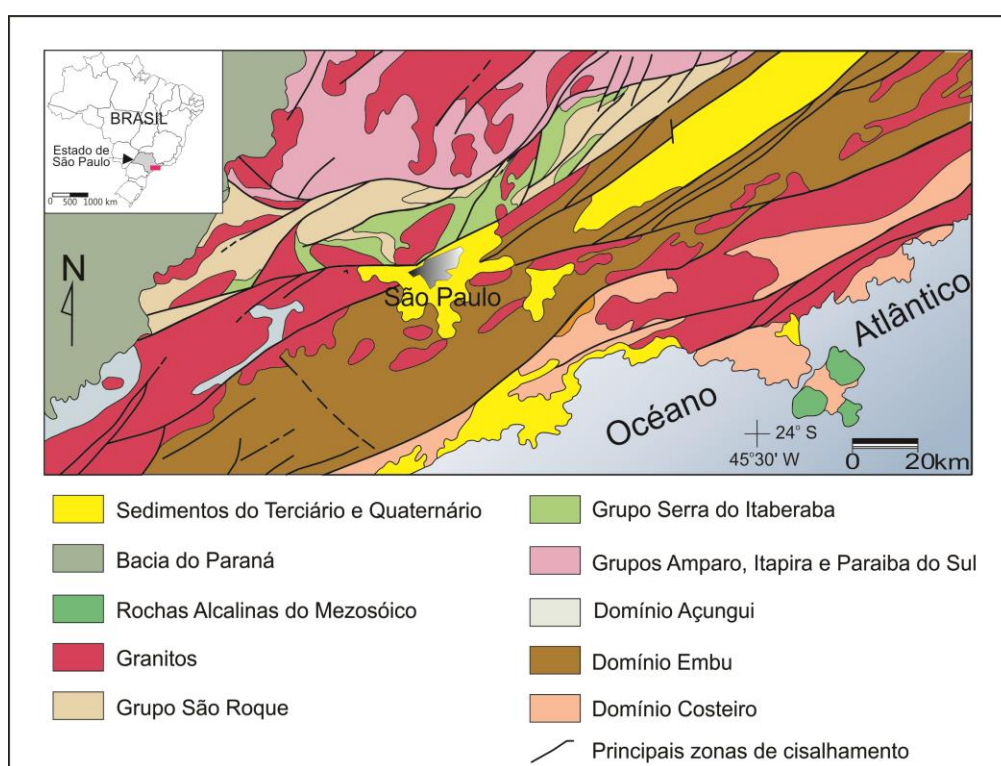 BRASIL
Estado de
São Paulo
0 500 1000 km
N
São Paulo
Atlântico
Océano
24° S
45°30' W
0 20km
Sedimentos do Terciário e Quaternário
Bacia do Paraná
Rochas Alcalinas do Mezosóico
Granitos
Grupo São Roque
Grupo Serra do Itaberaba
Grupos Amparo, Itapira e Paraiba do Sul
Domínio Açungui
Domínio Embu
Domínio Costeiro
Principais zonas de cisalhamento